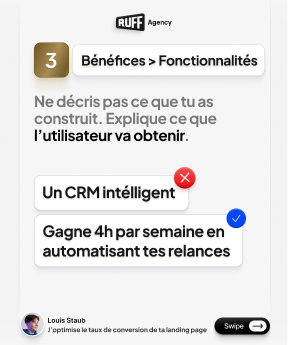 RUFF Agency
3
Bénéfices > Fonctionnalités
Ne décris pas ce que tu as
construit. Explique ce que
l'utilisateur va obtenir.
Un CRM intélligent
Gagne 4h par semaine en
automatisant tes relances
Louis Staub
J'optimise le taux de conversion de ta landing page
Swipe